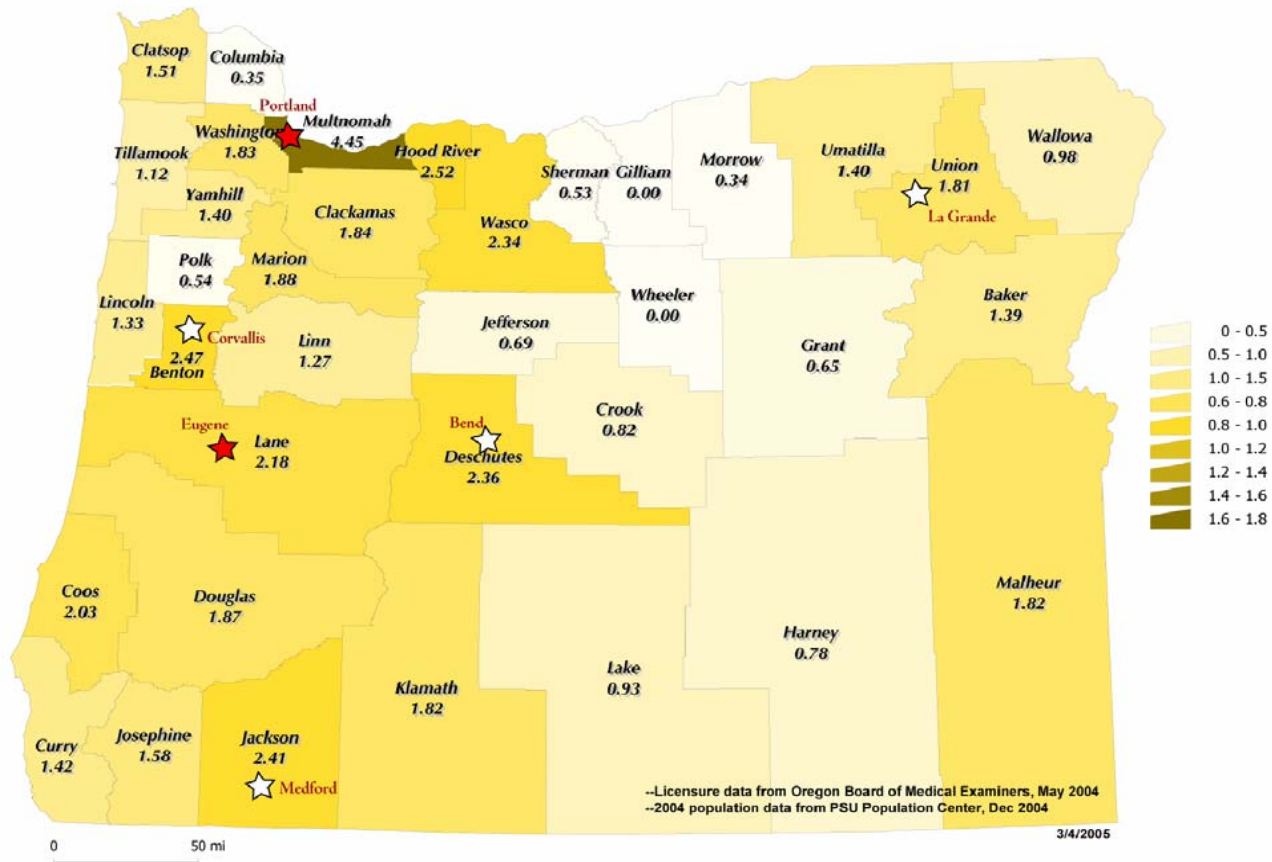 Clatsop
1.51
Columbia
0.35
Portland
Multnomah
4.45
Washington
1.83
Tillamook
1.12
Yamhill
1.40
Hood River
2.52
Clackamas
1.84
Wasco
2.34
Sherman
0.53
Gilliam
0.00
Morrow
0.34
Umatilla
1.40
Union
1.81
La Grande
Wallowa
0.98
Polk
0.54
Marion
1.88
Lincoln
1.33
Corvallis
2.47
Benton
Linn
1.27
Jefferson
0.69
Wheeler
0.00
Grant
0.65
Baker
1.39
Eugene
Lane
2.18
Bend
Deschutes
2.36
Crook
0.82
Coos
2.03
Douglas
1.87
Klamath
1.82
Lake
0.93
Harney
0.78
Malheur
1.82
Curry
1.42
Josephine
1.58
Jackson
2.41
Medford
0 - 0.5
0.5 - 1.0
1.0 - 1.5
0.6 - 0.8
0.8 - 1.0
1.0 - 1.2
1.2 - 1.4
1.4 - 1.6
1.6 - 1.8
--Licensure data from Oregon Board of Medical Examiners, May 2004
--2004 population data from PSU Population Center, Dec 2004
3/4/2005
0 50 mi